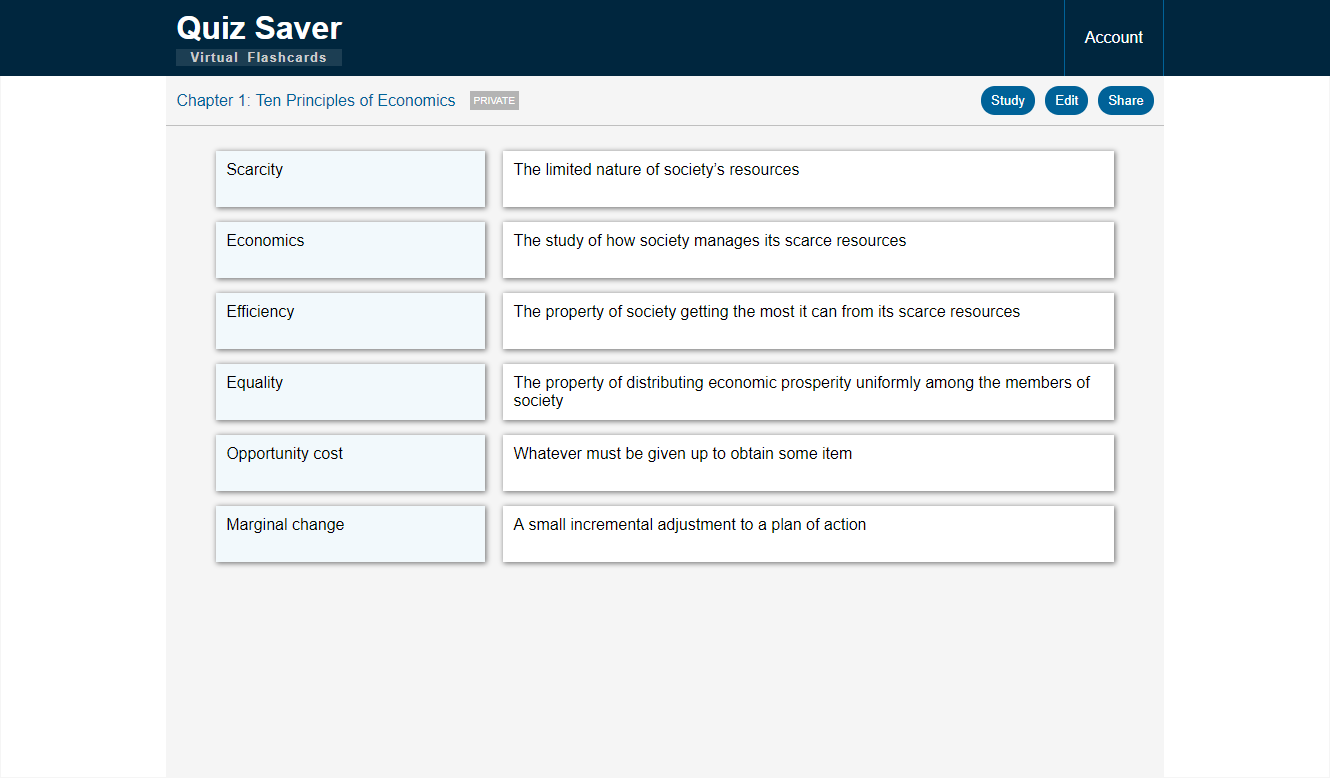 Quiz Saver
Virtual Flashcards
Account
Chapter 1: Ten Principles of Economics PRIVATE
Study Edit Share
Scarcity
The limited nature of society’s resources
Economics
The study of how society manages its scarce resources
Efficiency
The property of society getting the most it can from its scarce resources
Equality
The property of distributing economic prosperity uniformly among the members of
society
Opportunity cost
Whatever must be given up to obtain some item
Marginal change
A small incremental adjustment to a plan of action